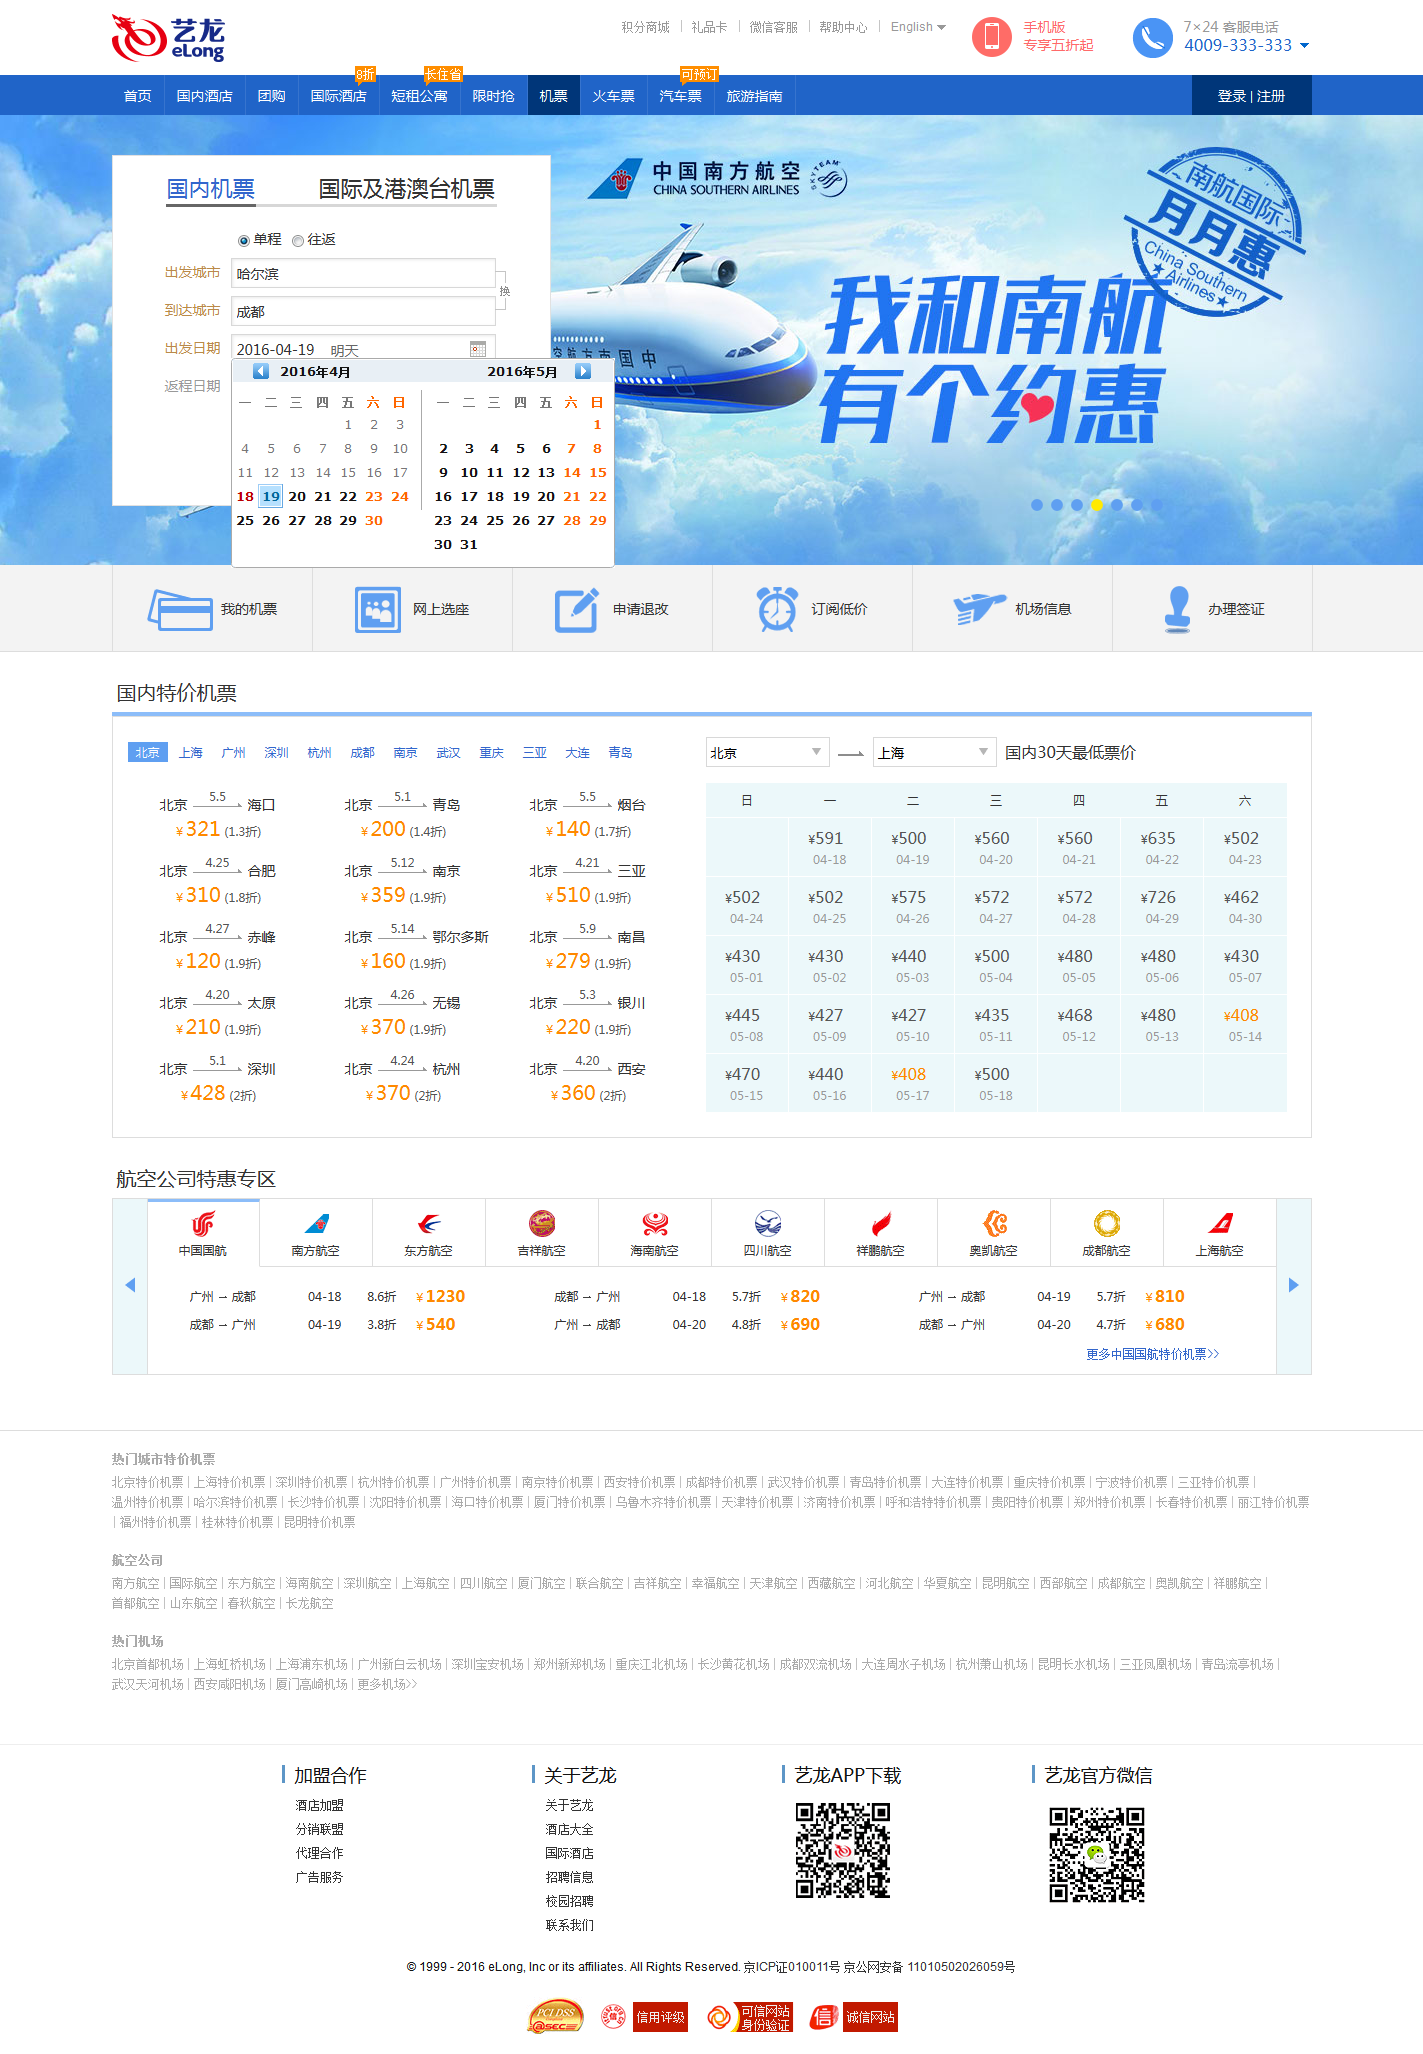 艺龙
eLong
积分商城 | 礼品卡 | 微信客服 | 帮助中心 | English
手机版
专享五折起
7×24 客服电话
4009-333-333
8折 长住省 可预订
首页 国内酒店 团购 国际酒店 短租公寓 限时抢 机票 火车票 汽车票 旅游指南 登录 | 注册
中国南方航空
CHINA SOUTHERN AIRLINES
SKYTEAM
南航国际
月月惠
China Southern
Airlines
我和南航
有个约惠
国内机票 国际及港澳台机票
单程 往返
出发城市 哈尔滨
换
到达城市 成都
出发日期 2016-04-19 明天
返程日期
2016年4月 2016年5月
一 二 三 四 五 六 日 一 二 三 四 五 六 日
1 2 3 1
4 5 6 7 8 9 10 2 3 4 5 6 7 8
11 12 13 14 15 16 17 9 10 11 12 13 14 15
18 19 20 21 22 23 24 16 17 18 19 20 21 22
25 26 27 28 29 30 23 24 25 26 27 28 29
30 31
我的机票 网上选座 申请退改 订阅低价 机场信息 办理签证
国内特价机票
北京 上海 广州 深圳 杭州 成都 南京 武汉 重庆 三亚 大连 青岛
北京 5.5 海口 北京 5.1 青岛 北京 5.5 烟台
¥321 (1.3折) ¥200 (1.4折) ¥140 (1.7折)
北京 4.25 合肥 北京 5.12 南京 北京 4.21 三亚
¥310 (1.8折) ¥359 (1.9折) ¥510 (1.9折)
北京 4.27 赤峰 北京 5.14 鄂尔多斯 北京 5.9 南昌
¥120 (1.9折) ¥160 (1.9折) ¥279 (1.9折)
北京 4.20 太原 北京 4.26 无锡 北京 5.3 银川
¥210 (1.9折) ¥370 (1.9折) ¥220 (1.9折)
北京 5.1 深圳 北京 4.24 杭州 北京 4.20 西安
¥428 (2折) ¥370 (2折) ¥360 (2折)
北京 上海 国内30天最低票价
日 一 二 三 四 五 六
¥591 ¥500 ¥560 ¥560 ¥635 ¥502
04-18 04-19 04-20 04-21 04-22 04-23
¥502 ¥502 ¥575 ¥572 ¥572 ¥726 ¥462
04-24 04-25 04-26 04-27 04-28 04-29 04-30
¥430 ¥430 ¥440 ¥500 ¥480 ¥480 ¥430
05-01 05-02 05-03 05-04 05-05 05-06 05-07
¥445 ¥427 ¥427 ¥435 ¥468 ¥480 ¥408
05-08 05-09 05-10 05-11 05-12 05-13 05-14
¥470 ¥440 ¥408 ¥500
05-15 05-16 05-17 05-18
航空公司特惠专区
中国国航 南方航空 东方航空 吉祥航空 海南航空 四川航空 祥鹏航空 奥凯航空 成都航空 上海航空
广州 – 成都 04-18 8.6折 ¥1230 成都 – 广州 04-18 5.7折 ¥820 广州 – 成都 04-19 5.7折 ¥810
成都 – 广州 04-19 3.8折 ¥540 广州 – 成都 04-20 4.8折 ¥690 成都 – 广州 04-20 4.7折 ¥680
更多中国国航特价机票>>
热门城市特价机票
北京特价机票 | 上海特价机票 | 深圳特价机票 | 杭州特价机票 | 广州特价机票 | 南京特价机票 | 西安特价机票 | 成都特价机票 | 武汉特价机票 | 青岛特价机票 | 大连特价机票 | 重庆特价机票 | 宁波特价机票 | 三亚特价机票 |
温州特价机票 | 哈尔滨特价机票 | 长沙特价机票 | 沈阳特价机票 | 海口特价机票 | 厦门特价机票 | 乌鲁木齐特价机票 | 天津特价机票 | 济南特价机票 | 呼和浩特特价机票 | 贵阳特价机票 | 郑州特价机票 | 长春特价机票 | 丽江特价机票
| 福州特价机票 | 桂林特价机票 | 昆明特价机票
航空公司
南方航空 | 国际航空 | 东方航空 | 海南航空 | 深圳航空 | 上海航空 | 四川航空 | 厦门航空 | 联合航空 | 吉祥航空 | 幸福航空 | 天津航空 | 西藏航空 | 河北航空 | 华夏航空 | 昆明航空 | 西部航空 | 成都航空 | 奥凯航空 | 祥鹏航空 |
首都航空 | 山东航空 | 春秋航空 | 长龙航空
热门机场
北京首都机场 | 上海虹桥机场 | 上海浦东机场 | 广州新白云机场 | 深圳宝安机场 | 郑州新郑机场 | 重庆江北机场 | 长沙黄花机场 | 成都双流机场 | 大连周水子机场 | 杭州萧山机场 | 昆明长水机场 | 三亚凤凰机场 | 青岛流亭机场 |
武汉天河机场 | 西安咸阳机场 | 厦门高崎机场 | 更多机场>>
加盟合作 关于艺龙 艺龙APP下载 艺龙官方微信
酒店加盟 关于艺龙
分销联盟 酒店大全
代理合作 国际酒店
广告服务 招聘信息
校园招聘
联系我们
© 1999 - 2016 eLong, Inc or its affiliates. All Rights Reserved. 京ICP证010011号 京公网安备 11010502026059号
PCI.DSS
@SEC
信用评级
可信网站
身份验证
信 诚信网站